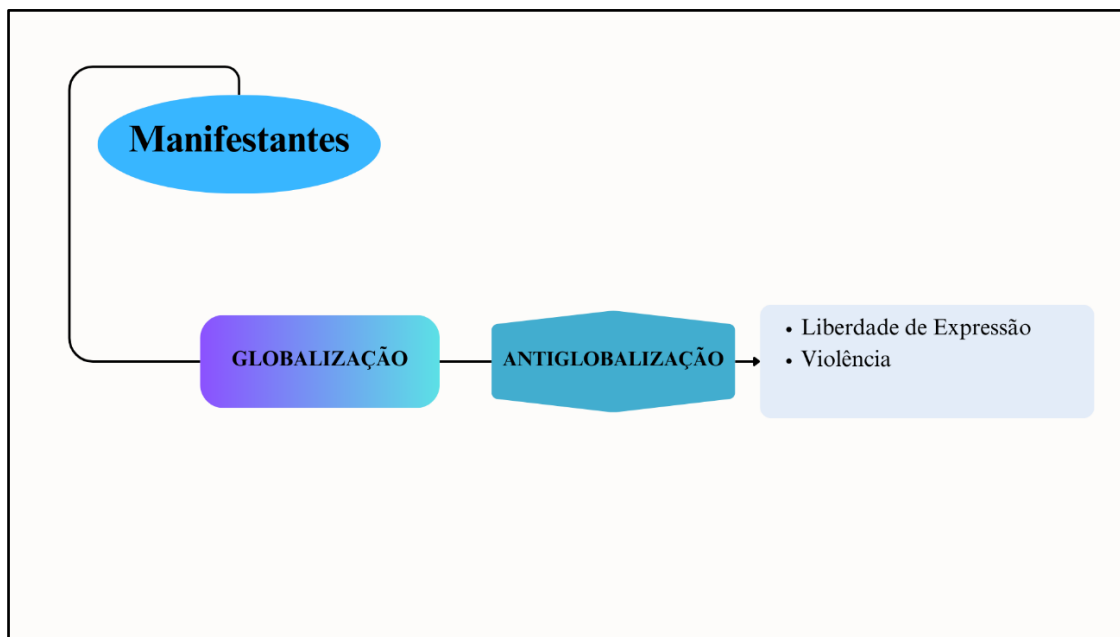 Manifestantes
GLOBALIZAÇÃO
ANTIGLOBALIZAÇÃO
• Liberdade de Expressão
• Violência